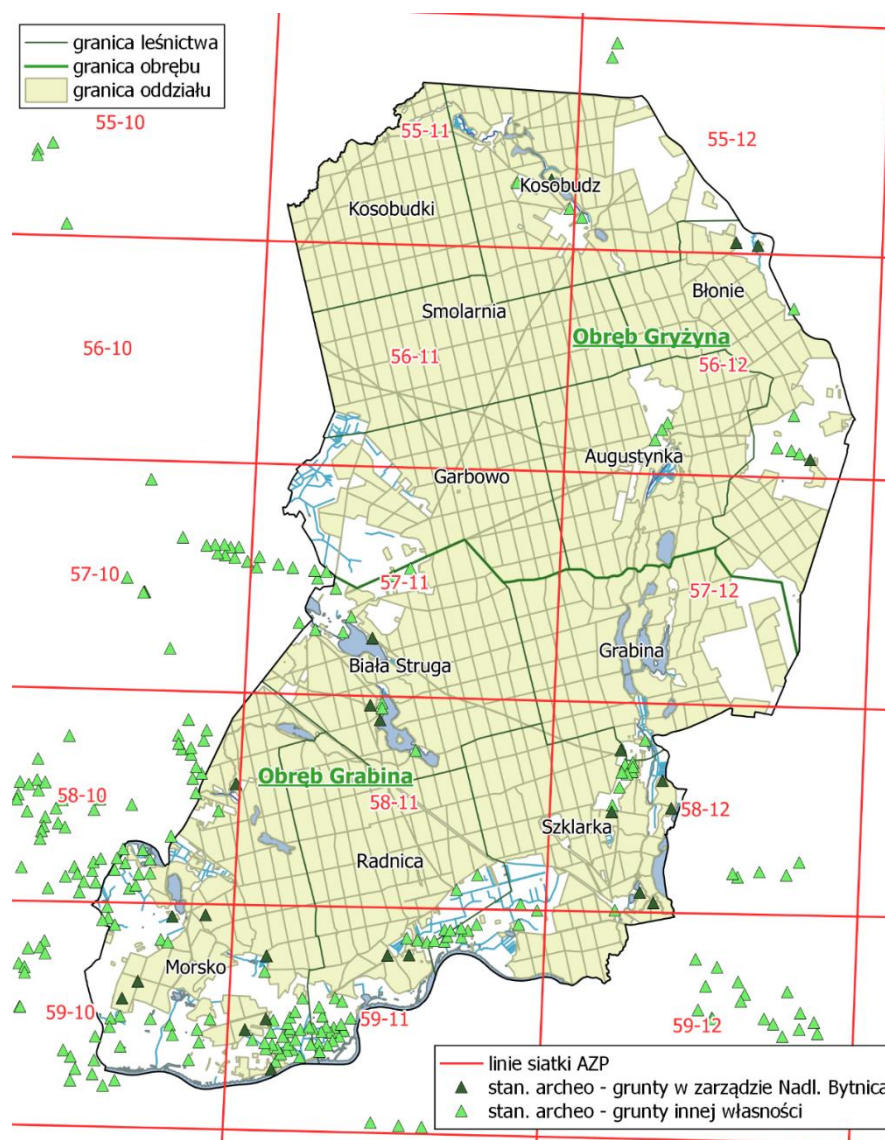 granica leśnictwa
granica obrębu
granica oddziału
55-10
55-11
55-12
Kosobudz
Kosobudki
Błonie
Smolarnia
Obręb Gryżyna
56-10
56-11
56-12
Augustynka
Garbowo
57-10
57-11
57-12
Grabina
Biała Struga
Obręb Grabina
58-10
58-11
58-12
Szklarka
Radnica
Morsko
59-10
59-11
59-12
linie siatki AZP
stan. archeo - grunty w zarządzie Nadl. Bytnica
stan. archeo - grunty innej własności